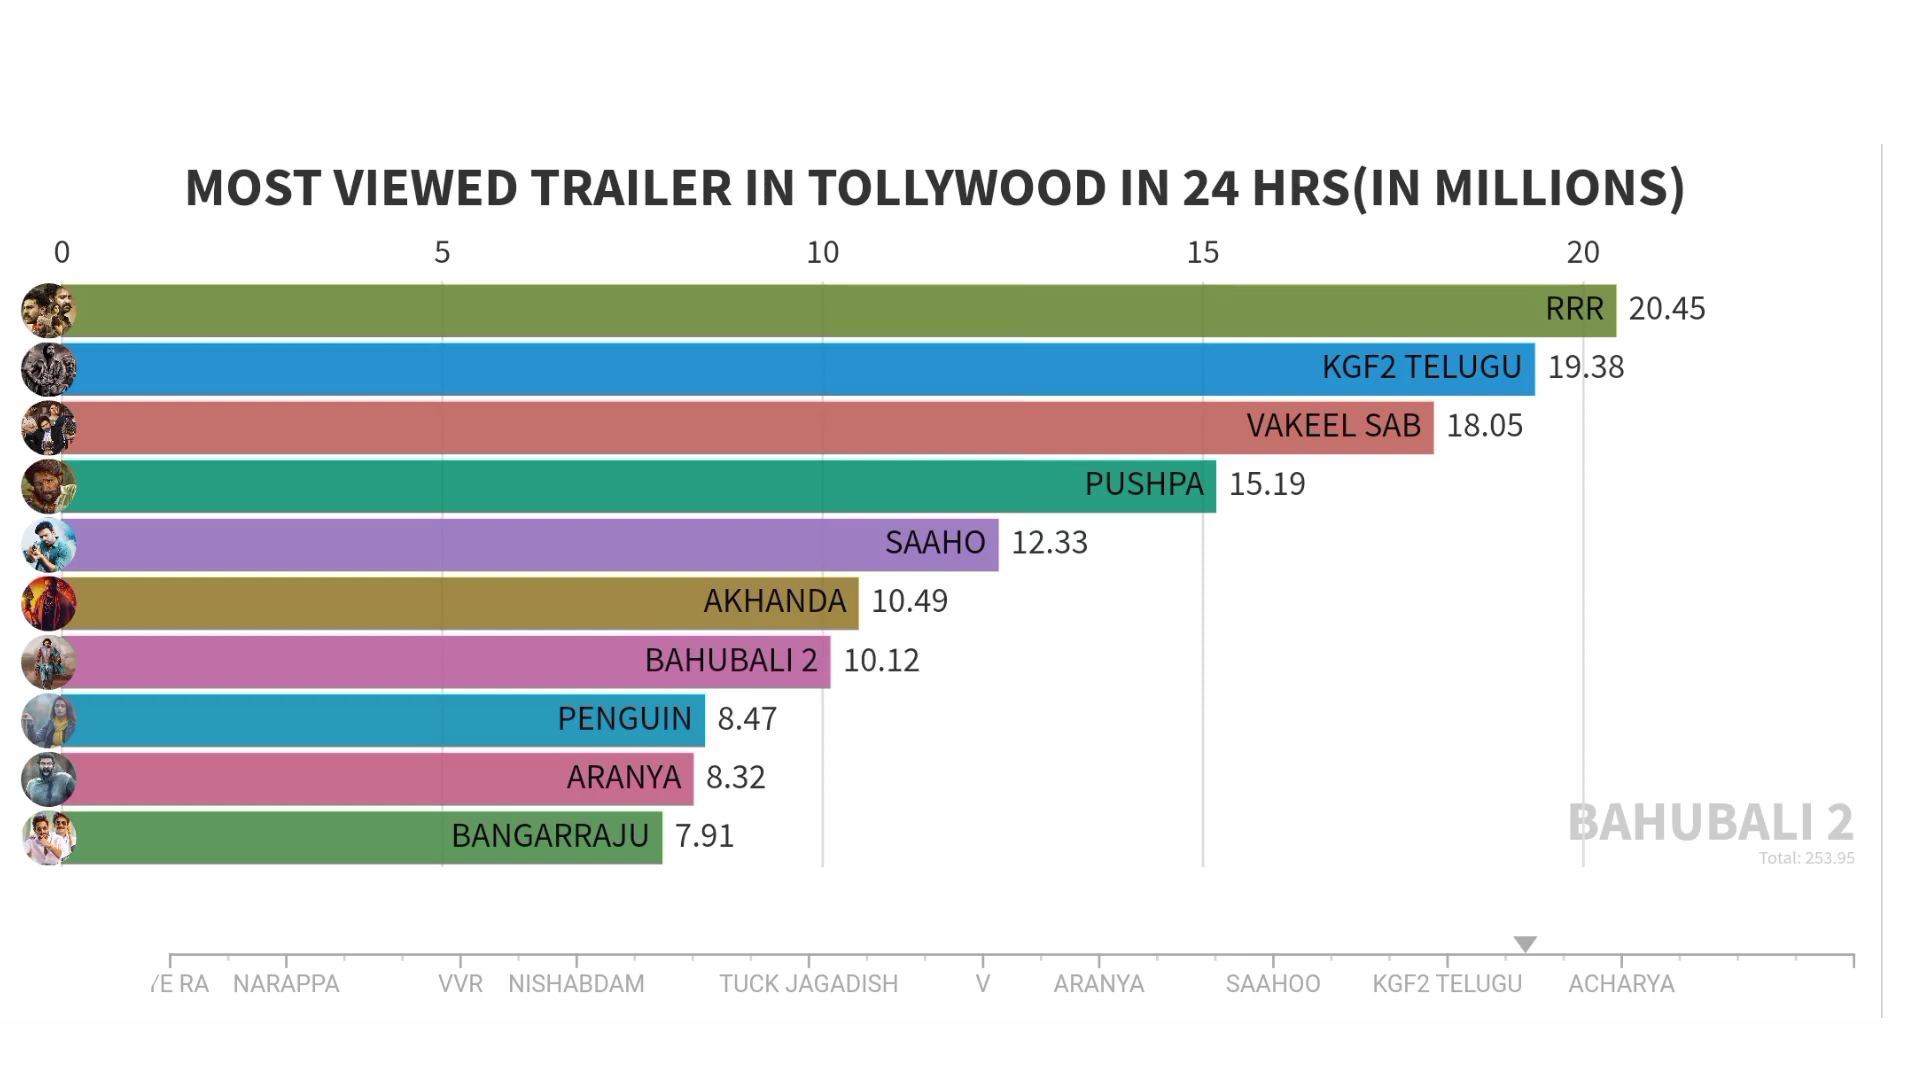 MOST VIEWED TRAILER IN TOLLYWOOD IN 24 HRS(IN MILLIONS)
0 5 10 15 20
RRR 20.45
KGF2 TELUGU 19.38
VAKEEL SAB 18.05
PUSHPA 15.19
SAAHO 12.33
AKHANDA 10.49
BAHUBALI 2 10.12
PENGUIN 8.47
ARANYA 8.32
BANGARRAJU 7.91
BAHUBALI 2
Total: 253.95
E RA NARAPPA VVR NISHABDAM TUCK JAGADISH V ARANYA SAAHOO KGF2 TELUGU ACHARYA